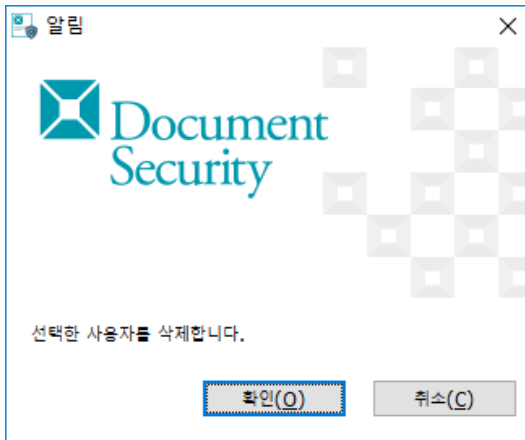 알림
Document
Security
선택한 사용자를 삭제합니다.
확인(O)
취소(C)